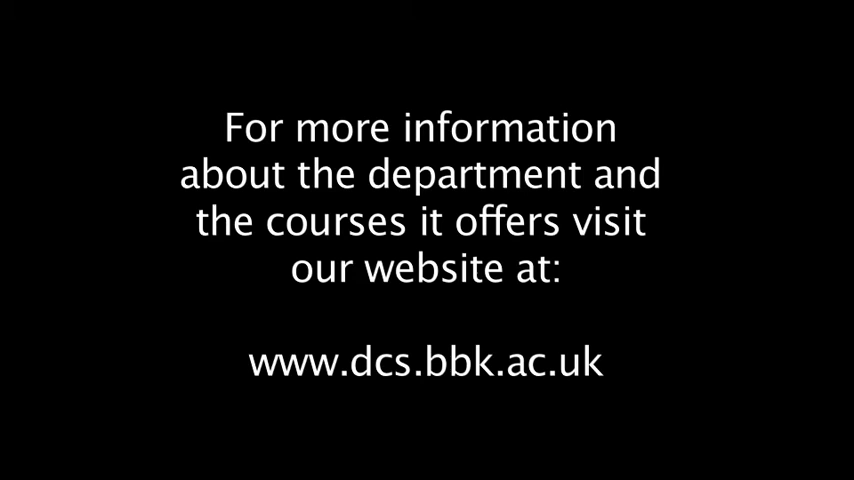 For more information
about the department and
the courses it offers visit
our website at:
www.dcs.bbk.ac.uk